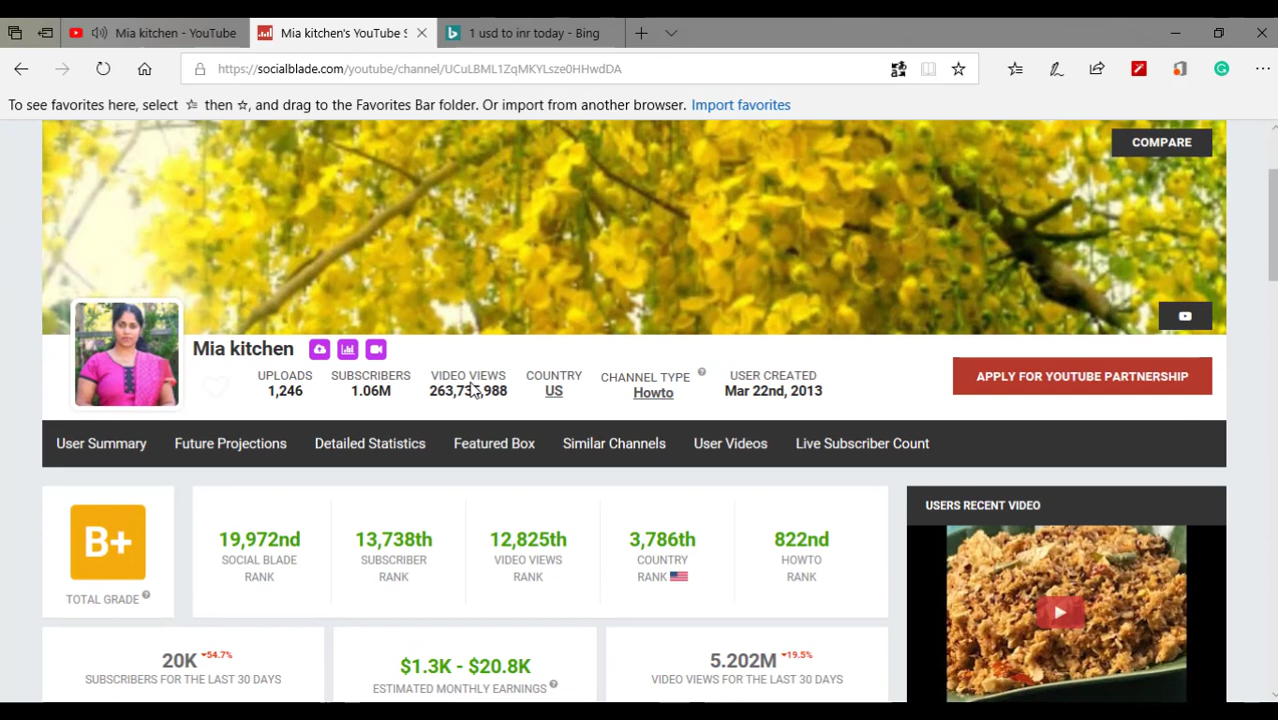 Mia kitchen - YouTube
Mia kitchen's YouTube S
1 usd to inr today - Bing
https://socialblade.com/youtube/channel/UCuLBML1ZqMKYLsze0HHwdDA
To see favorites here, select then ☆, and drag to the Favorites Bar folder. Or import from another browser. Import favorites
COMPARE
Mia kitchen
UPLOADS SUBSCRIBERS VIDEO VIEWS COUNTRY CHANNEL TYPE USER CREATED
1,246 1.06M US Howto Mar 22nd, 2013
APPLY FOR YOUTUBE PARTNERSHIP
User Summary Future Projections Detailed Statistics Featured Box Similar Channels User Videos Live Subscriber Count
B+
TOTAL GRADE
19,972nd 13,738th 12,825th 3,786th 822nd
SOCIAL BLADE SUBSCRIBER VIDEO VIEWS COUNTRY HOWTO
RANK RANK RANK RANK RANK
USERS RECENT VIDEO
20K 54.7%
SUBSCRIBERS FOR THE LAST 30 DAYS
$1.3K - $20.8K
ESTIMATED MONTHLY EARNINGS
5.202M 19.5%
VIDEO VIEWS FOR THE LAST 30 DAYS